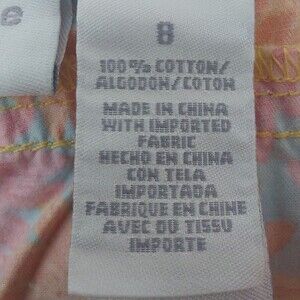 e
8
100% COTTON/
ALGODON/COTON
MADE IN CHINA
WITH IMPORTED
FABRIC
HECHO EN CHINA
CON TELA
IMPORTADA
FABRIQUE EN CHINE
AVEC DU TISSU
IMPORTE